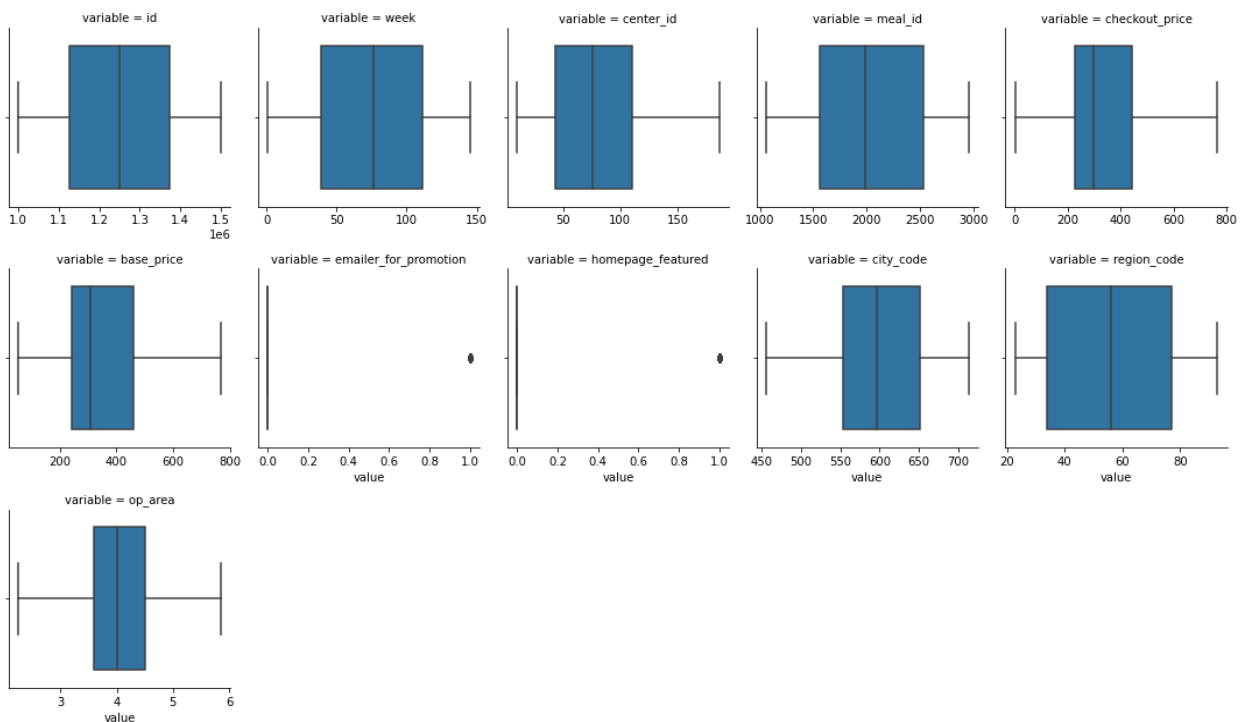 variable = id
variable = week
variable = center_id
variable = meal_id
variable = checkout_price
1.0 1.1 1.2 1.3 1.4 1.5
1e6
0 50 100 150
50 100 150
1000 1500 2000 2500 3000
0 200 400 600 800
variable = base_price
variable = emailer_for_promotion
variable = homepage_featured
variable = city_code
variable = region_code
200 400 600 800
0.0 0.2 0.4 0.6 0.8 1.0
value
0.0 0.2 0.4 0.6 0.8 1.0
value
450 500 550 600 650 700
value
20 40 60 80
value
variable = op_area
3 4 5 6
value